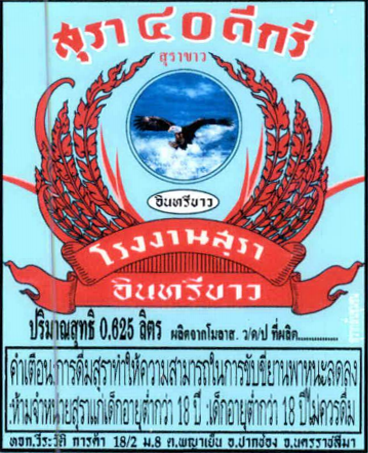 สุรา ๔๐ ดีกรี
สุราขาว
อินทรีขาว
โรงงานสุรา
อินทรีขาว
ปริมาณสุทธิ 0.625 ลิตร ผลิตจากโมลาส. ว/ด/ป ที่ผลิต..............
คำเตือน:การดื่มสุราทำให้ความสามารถในการขับขี่ยานพาหนะลดลง
:ห้ามจำหน่ายสุราแก่เด็กอายุต่ำกว่า 18 ปี :เด็กอายุต่ำกว่า 18 ปีไม่ควรดื่ม
หจก.วีระวัติ การค้า 18/2 ม.8 ต.พญาเย็น อ.ปากช่อง จ.นครราชสีมา